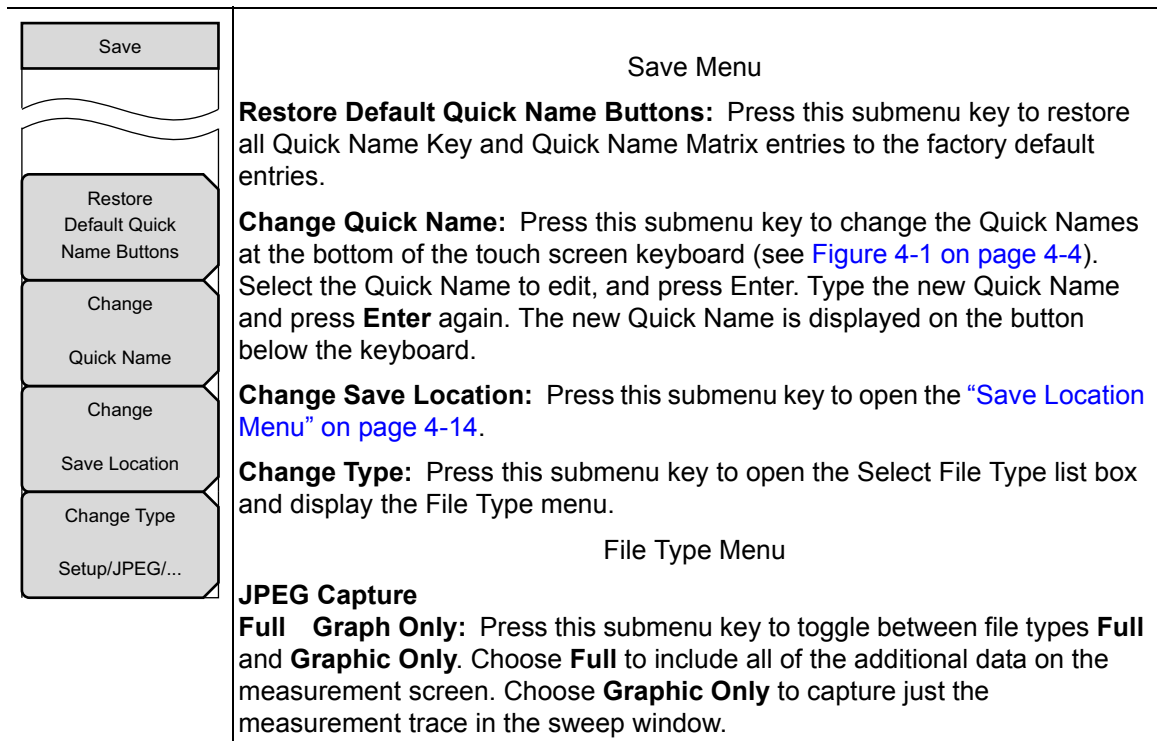 Save
Restore
Default Quick
Name Buttons
Change
Quick Name
Change
Save Location
Change Type
Setup/JPEG/...
Save Menu
Restore Default Quick Name Buttons: Press this submenu key to restore
all Quick Name Key and Quick Name Matrix entries to the factory default
entries.
Change Quick Name: Press this submenu key to change the Quick Names
at the bottom of the touch screen keyboard (see Figure 4-1 on page 4-4).
Select the Quick Name to edit, and press Enter. Type the new Quick Name
and press Enter again. The new Quick Name is displayed on the button
below the keyboard.
Change Save Location: Press this submenu key to open the “Save Location
Menu” on page 4-14.
Change Type: Press this submenu key to open the Select File Type list box
and display the File Type menu.
File Type Menu
JPEG Capture
Full Graph Only: Press this submenu key to toggle between file types Full
and Graphic Only. Choose Full to include all of the additional data on the
measurement screen. Choose Graphic Only to capture just the
measurement trace in the sweep window.